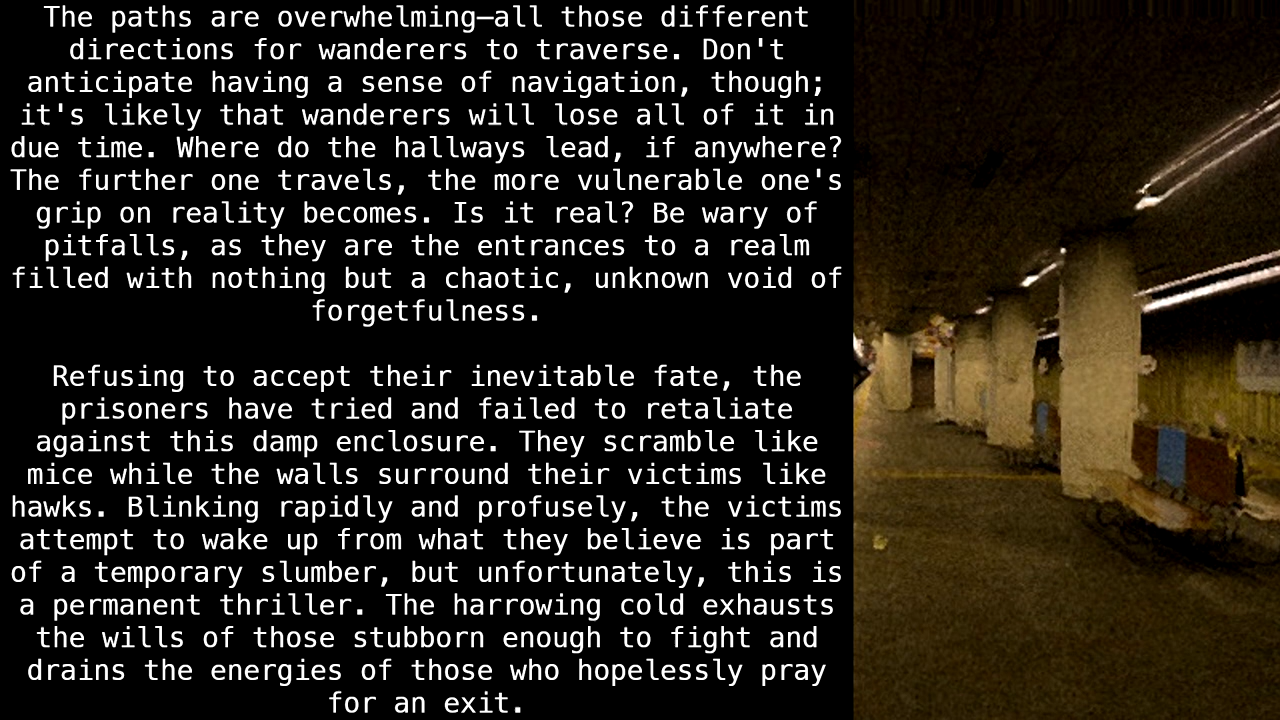 The paths are overwhelming—all those different
directions for wanderers to traverse. Don't
anticipate having a sense of navigation, though;
it's likely that wanderers will lose all of it in
due time. Where do the hallways lead, if anywhere?
The further one travels, the more vulnerable one's
grip on reality becomes. Is it real? Be wary of
pitfalls, as they are the entrances to a realm
filled with nothing but a chaotic, unknown void of
forgetfulness.
Refusing to accept their inevitable fate, the
prisoners have tried and failed to retaliate
against this damp enclosure. They scramble like
mice while the walls surround their victims like
hawks. Blinking rapidly and profusely, the victims
attempt to wake up from what they believe is part
of a temporary slumber, but unfortunately, this is
a permanent thriller. The harrowing cold exhausts
the wills of those stubborn enough to fight and
drains the energies of those who hopelessly pray
for an exit.